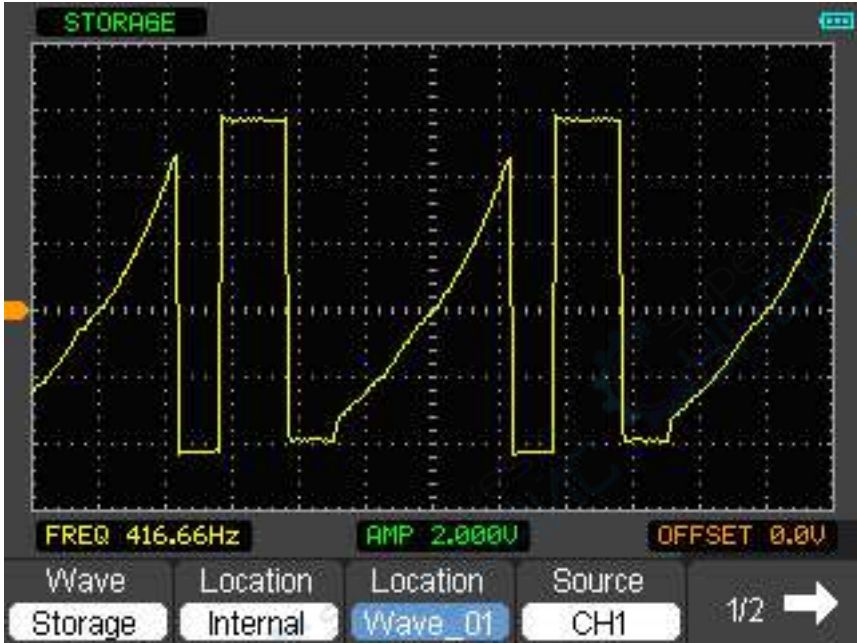 STORAGE
FREQ 416.66Hz AMP 2.000V OFFSET 0.0V
Wave Location Location Source
Storage Internal Wave_01 CH1 1/2